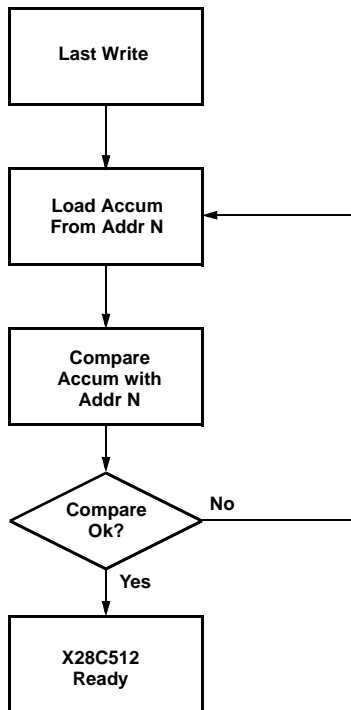 Last Write
Load Accum
From Addr N
Compare
Accum with
Addr N
Compare
Ok?
No
Yes
X28C512
Ready